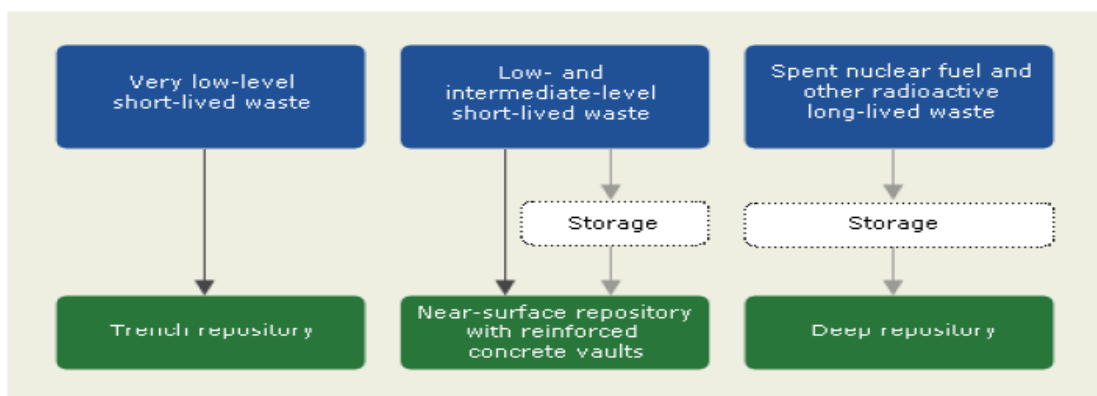 Very low-level
short-lived waste
Low- and
intermediate-level
short-lived waste
Spent nuclear fuel and
other radioactive
long-lived waste
Storage
Storage
Trench repository
Near-surface repository
with reinforced
concrete vaults
Deep repository